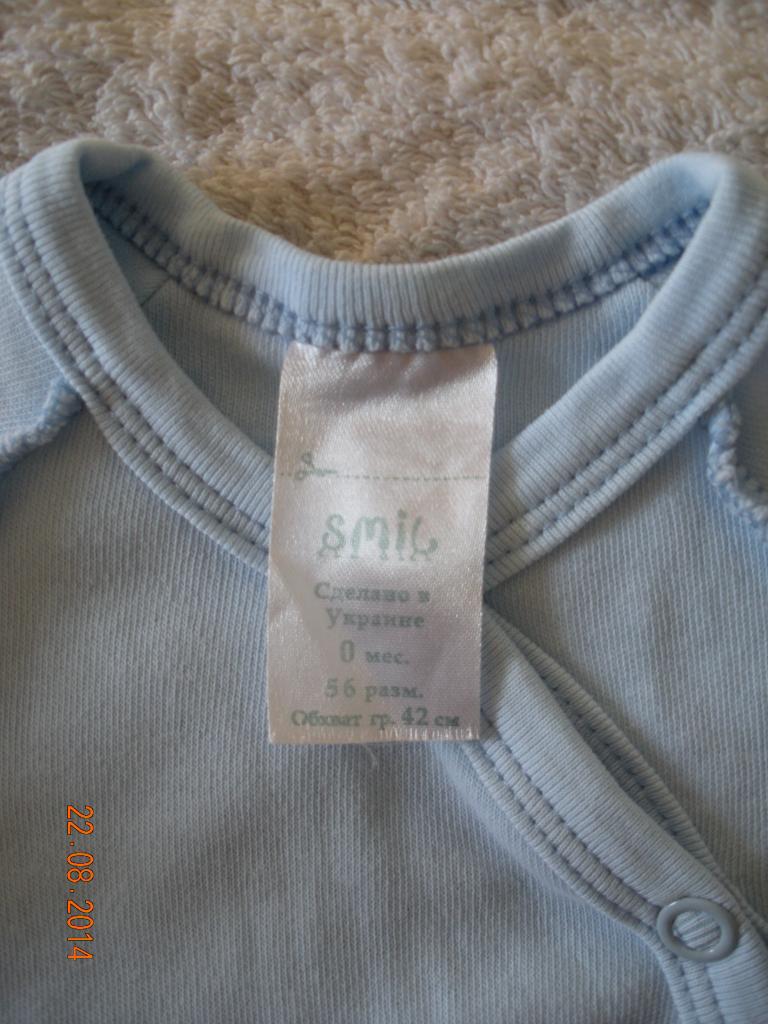 SMIL
Сделано в
Украине
0 мес.
56 разм.
Обхват гр. 42 см
22.08.2014